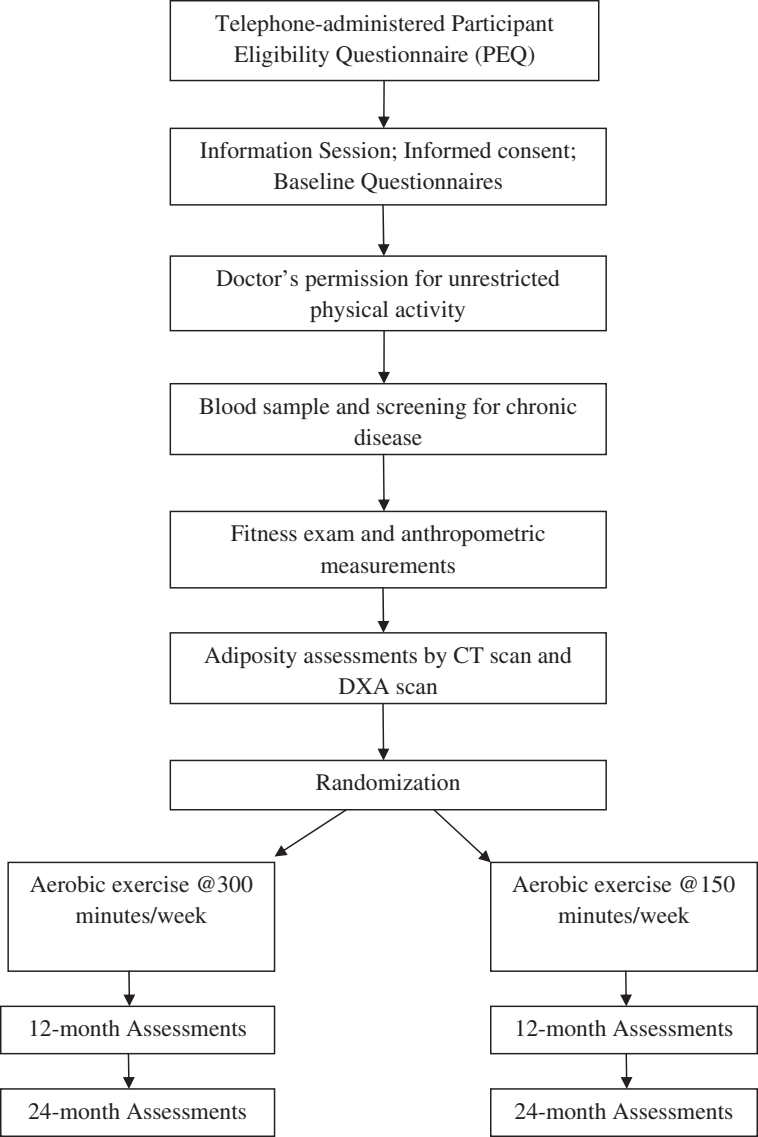 Telephone-administered Participant
Eligibility Questionnaire (PEQ)
Information Session; Informed consent;
Baseline Questionnaires
Doctor’s permission for unrestricted
physical activity
Blood sample and screening for chronic
disease
Fitness exam and anthropometric
measurements
Adiposity assessments by CT scan and
DXA scan
Randomization
Aerobic exercise @300
minutes/week
12-month Assessments
24-month Assessments
Aerobic exercise @150
minutes/week
12-month Assessments
24-month Assessments